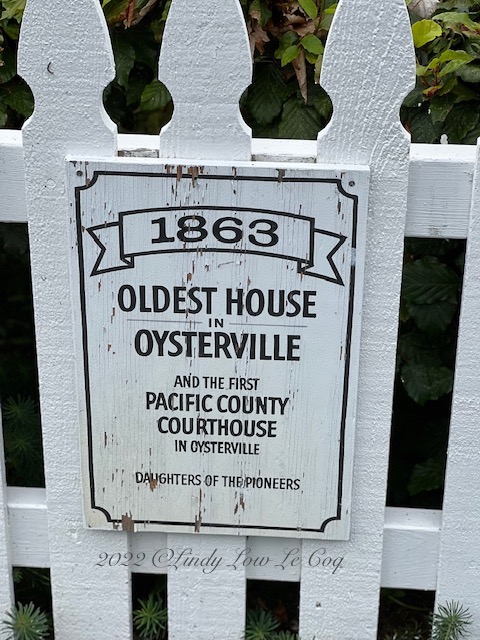 1863
OLDEST HOUSE
IN
OYSTERVILLE
AND THE FIRST
PACIFIC COUNTY
COURTHOUSE
IN OYSTERVILLE
DAUGHTERS OF THE PIONEERS
2022 ©Lindy Low Le Coq